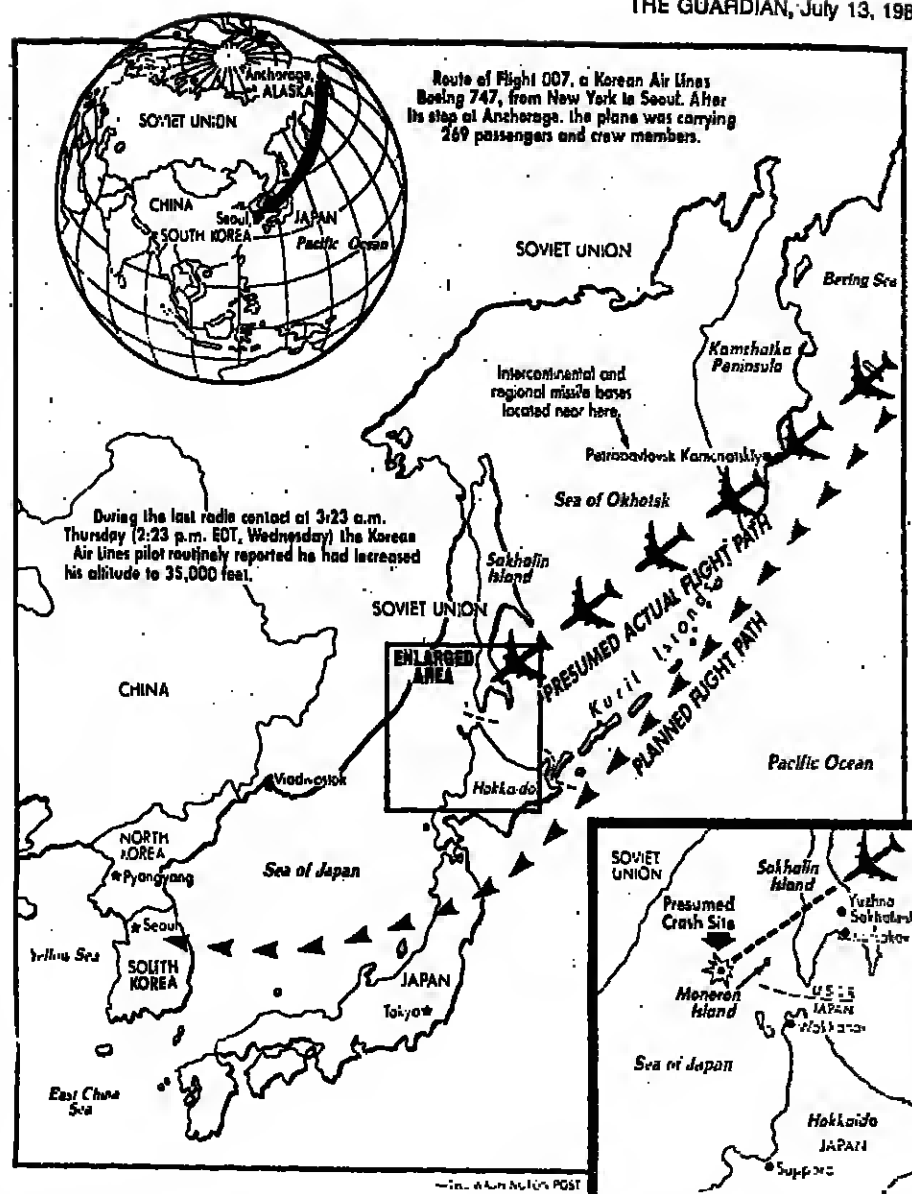 THE GUARDIAN, July 13, 198
Anchorage,
ALASKA
SOVIET UNION
CHINA
Seoul
JAPAN
SOUTH KOREA
Pacific Ocean
Route of Flight 007, a Korean Air Lines
Boeing 747, from New York to Seoul. After
its stop at Anchorage, the plane was carrying
269 passengers and crew members.
SOVIET UNION
Bering Sea
Kamchatka
Peninsula
Intercontinental and
regional missile bases
located near here.
Petropavlovsk Kamchatskiy
Sea of Okhotsk
During the last radio contact at 3:23 a.m.
Thursday (2:23 p.m. EDT, Wednesday) the Korean
Air Lines pilot routinely reported he had increased
his altitude to 35,000 feet.
Sakhalin
Island
SOVIET UNION
ENLARGED
AREA
PRESUMED ACTUAL FLIGHT PATH
Kuril Islands
PLANNED FLIGHT PATH
CHINA
Pacific Ocean
Vladivostok
Hokkaido
NORTH
KOREA
Pyongyang
Sea of Japan
Seoul
Yellow Sea
SOUTH
KOREA
JAPAN
Tokyo
East China
Sea
SOVIET
UNION
Sakhalin
Island
Presumed
Crash Site
Yuzhno
Moneron
Island
JAPAN
Sea of Japan
Hokkaido
JAPAN
Sapporo
POST